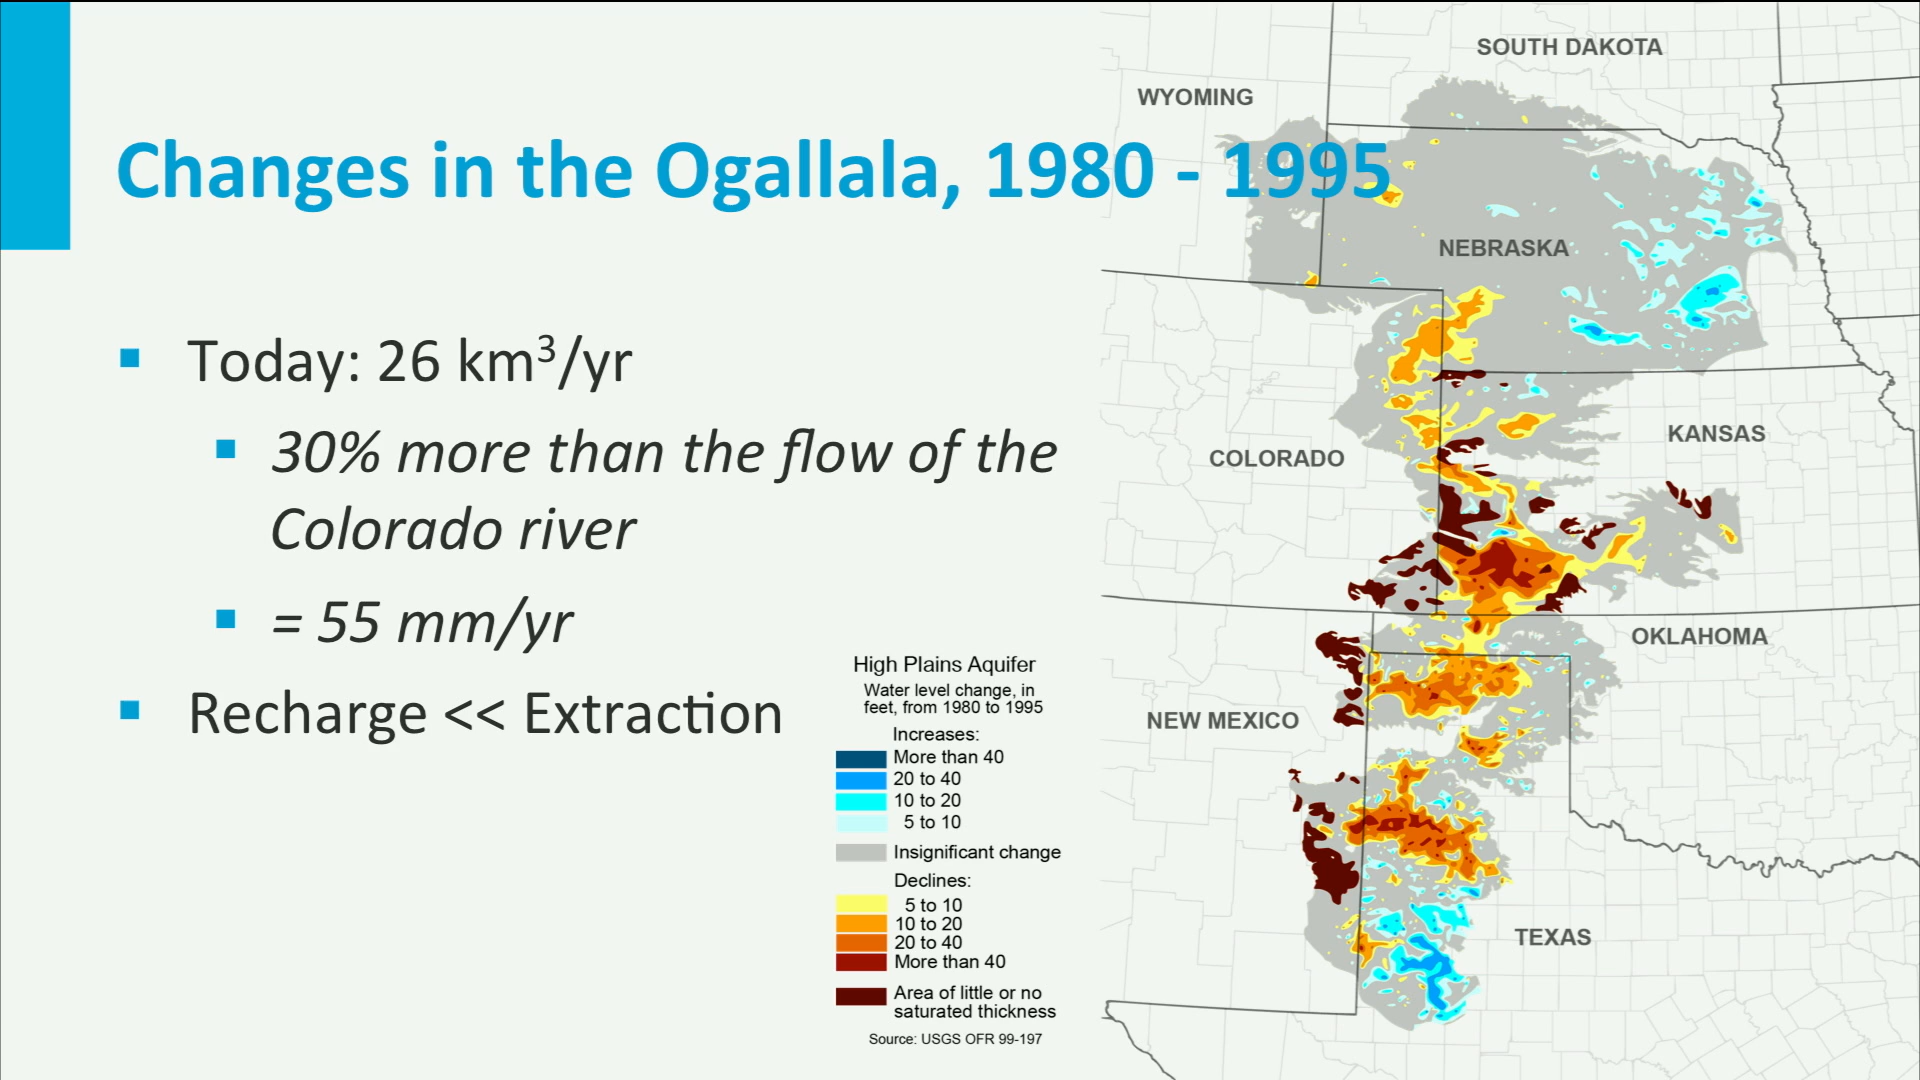 Changes in the Ogallala, 1980 - 1995
Today: 26 km³/yr
30% more than the flow of the
Colorado river
= 55 mm/yr
Recharge << Extraction
High Plains Aquifer
Water level change, in
feet, from 1980 to 1995
Increases:
More than 40
20 to 40
10 to 20
5 to 10
Insignificant change
Declines:
5 to 10
10 to 20
20 to 40
More than 40
Area of little or no
saturated thickness
Source: USGS OFR 99-197
SOUTH DAKOTA
WYOMING
NEBRASKA
COLORADO
KANSAS
OKLAHOMA
NEW MEXICO
TEXAS